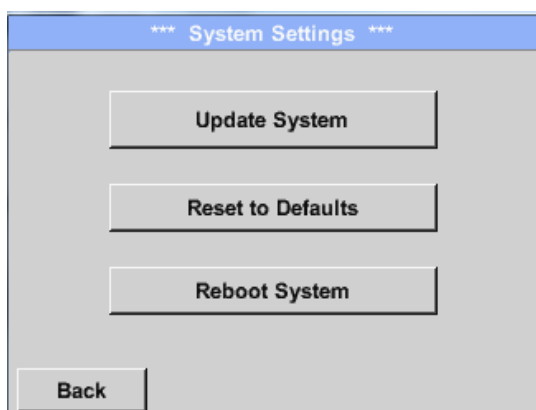 *** System Settings ***
Update System
Reset to Defaults
Reboot System
Back